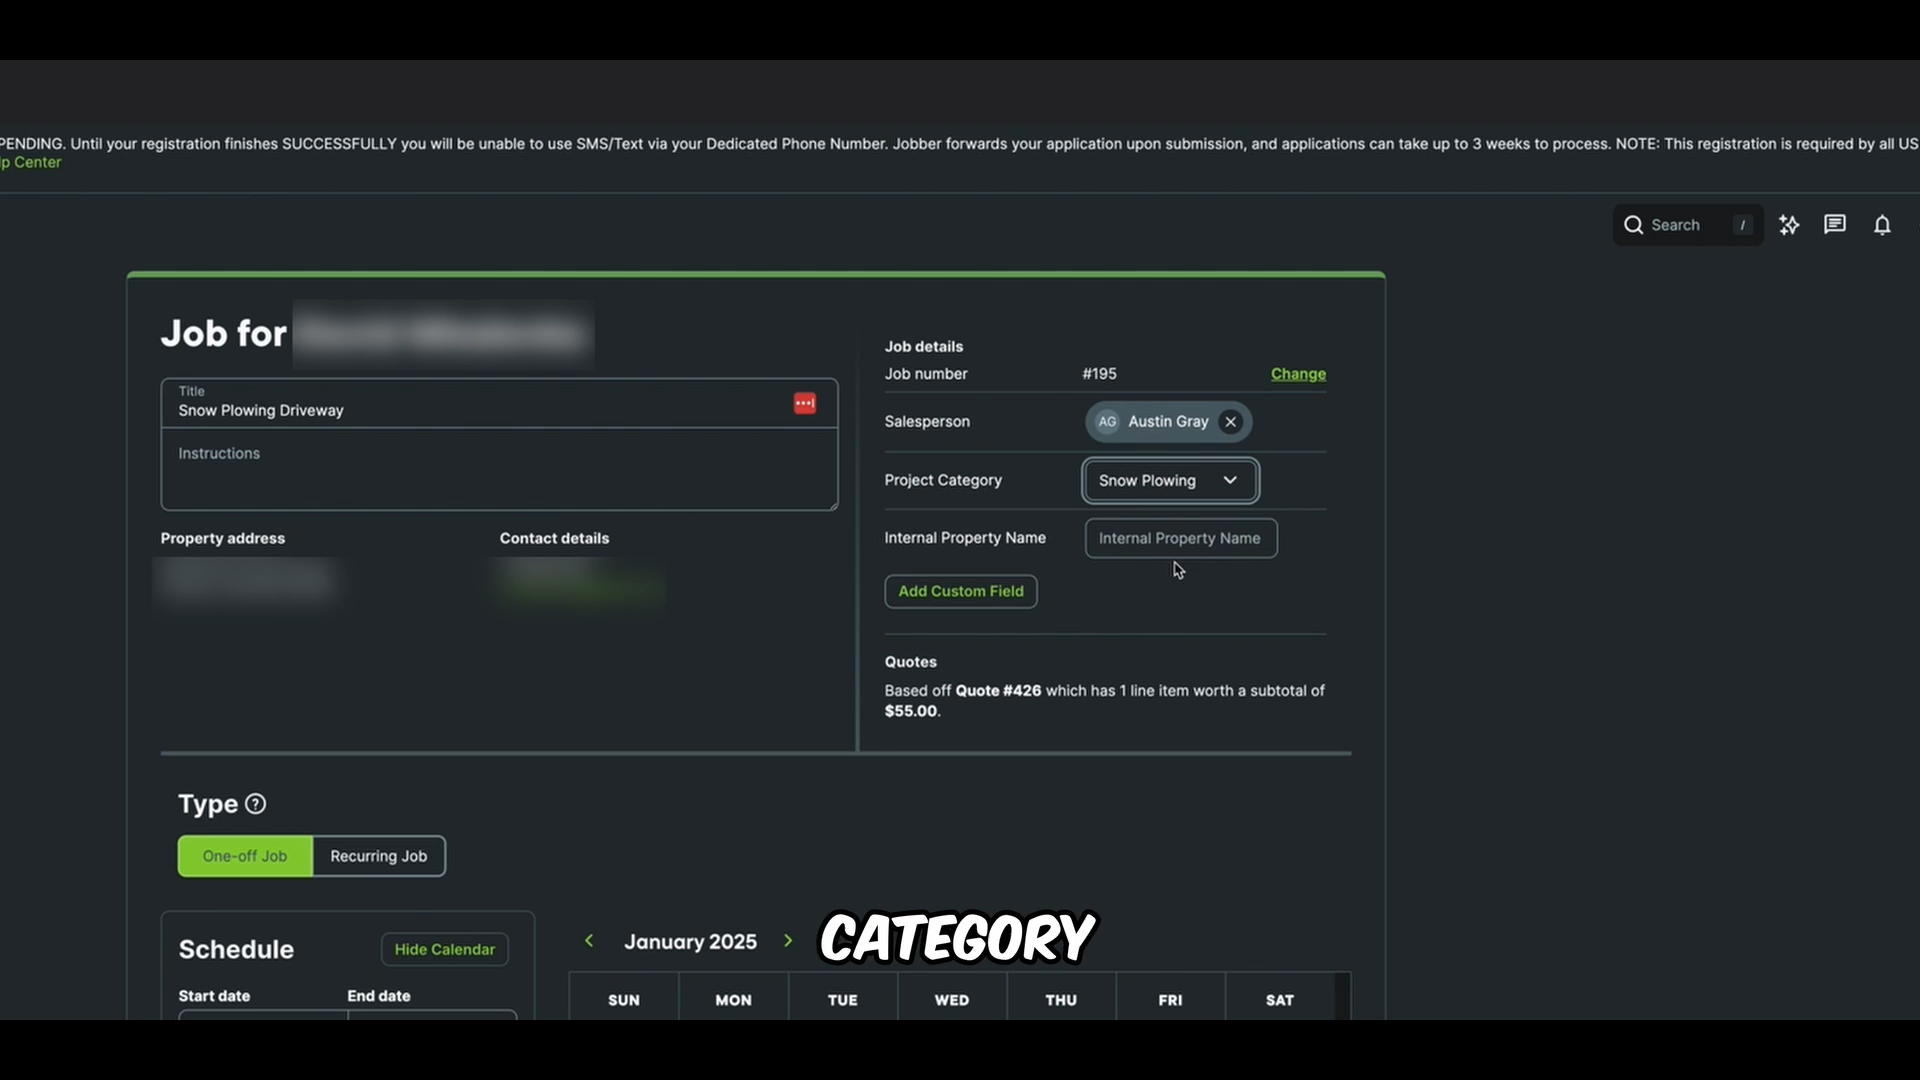 PENDING. Until your registration finishes SUCCESSFULLY you will be unable to use SMS/Text via your Dedicated Phone Number. Jobber forwards your application upon submission, and applications can take up to 3 weeks to process. NOTE: This registration is required by all US
lp Center
Search /
Job for
Title
Snow Plowing Driveway
Instructions
Property address
Contact details
Job details
Job number #195 Change
Salesperson AG Austin Gray
Project Category Snow Plowing
Internal Property Name Internal Property Name
Add Custom Field
Quotes
Based off Quote #426 which has 1 line item worth a subtotal of
$55.00.
Type
One-off Job Recurring Job
Schedule Hide Calendar
Start date End date
January 2025
CATEGORY
SUN MON TUE WED THU FRI SAT